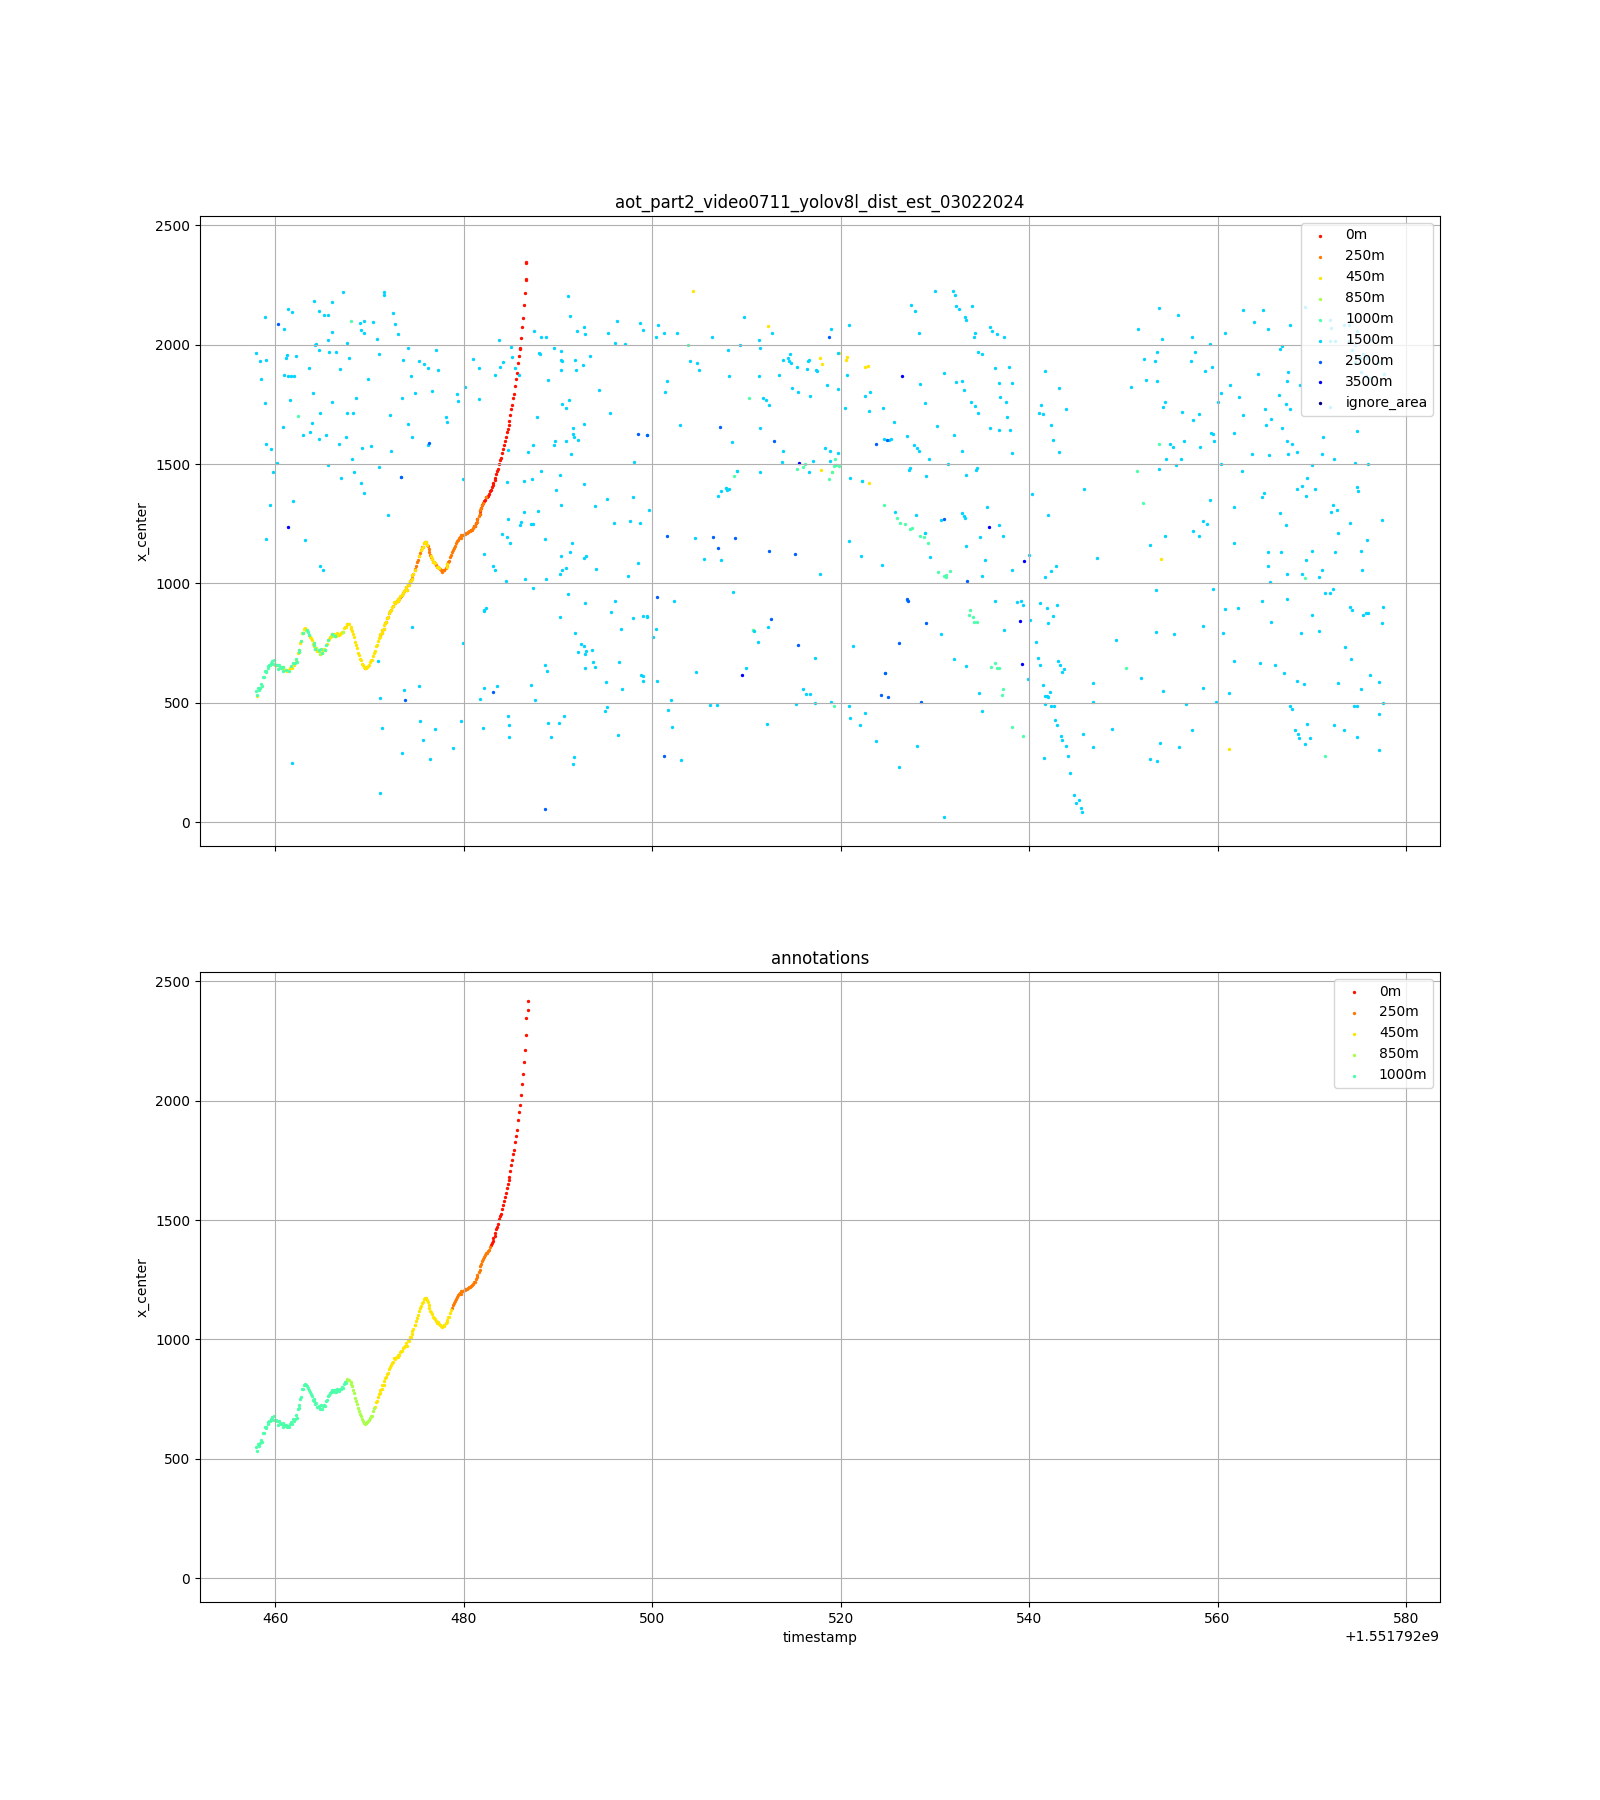 aot_part2_video0711_yolov8l_dist_est_03022024
2500
2000
1500
1000
500
0
x_center
0m
250m
450m
850m
1000m
1500m
2500m
3500m
ignore_area
annotations
2500
2000
1500
1000
500
0
x_center
0m
250m
450m
850m
1000m
460 480 500 520 540 560 580
timestamp
+1.551792e9